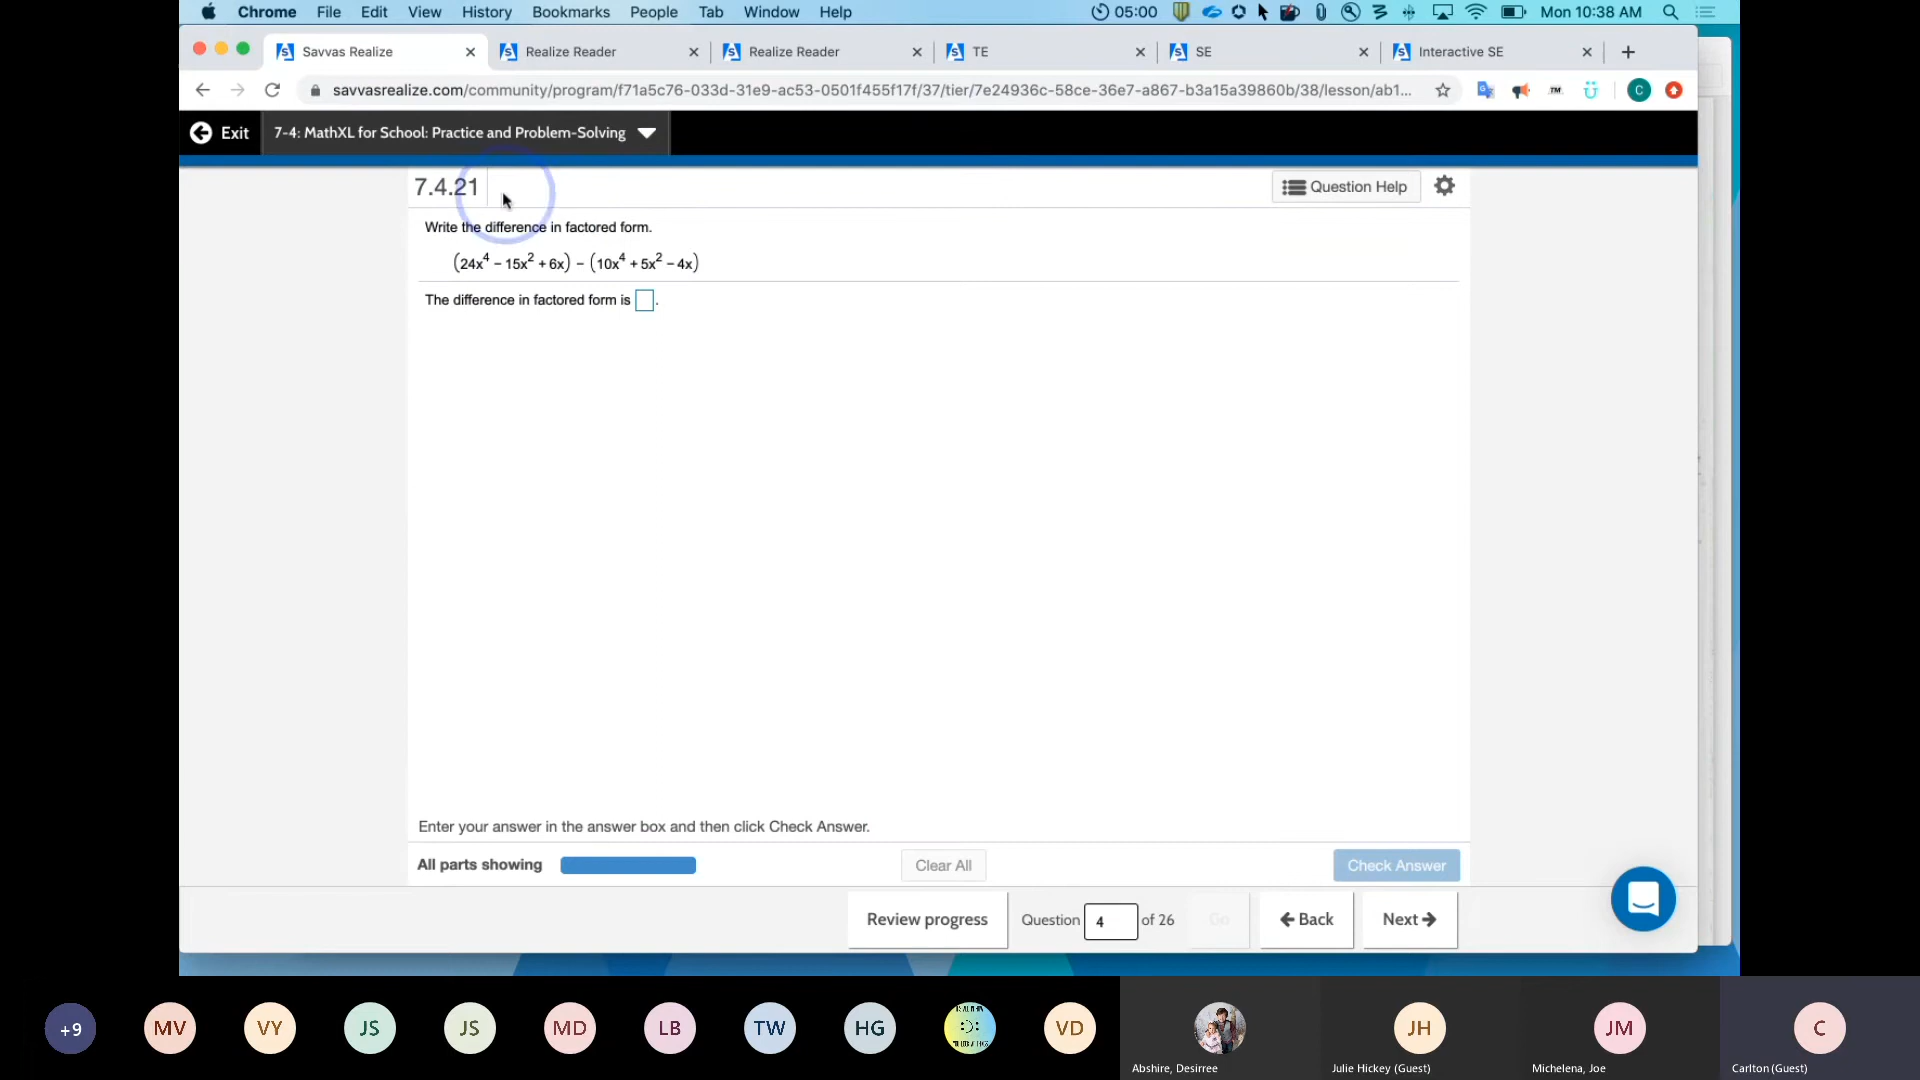 Chrome File Edit View History Bookmarks People Tab Window Help 05:00 Mon 10:38 AM
Savvas Realize Realize Reader Realize Reader TE SE Interactive SE
savvasrealize.com/community/program/f71a5c76-033d-31e9-ac53-0501f455f17f/37/tier/7e24936c-58ce-36e7-a867-b3a15a39860b/38/lesson/ab1... TM C
Exit 7-4: MathXL for School: Practice and Problem-Solving
7.4.21 Question Help
Write the difference in factored form.
(24x⁴ − 15x² + 6x) − (10x⁴ + 5x² − 4x)
The difference in factored form is .
Enter your answer in the answer box and then click Check Answer.
All parts showing Clear All Check Answer
Review progress Question 4 of 26 Go Back Next
+9 MV VY JS JS MD LB TW HG VD JH JM C
Abshire, Desirree Julie Hickey (Guest) Michelena, Joe Carlton (Guest)